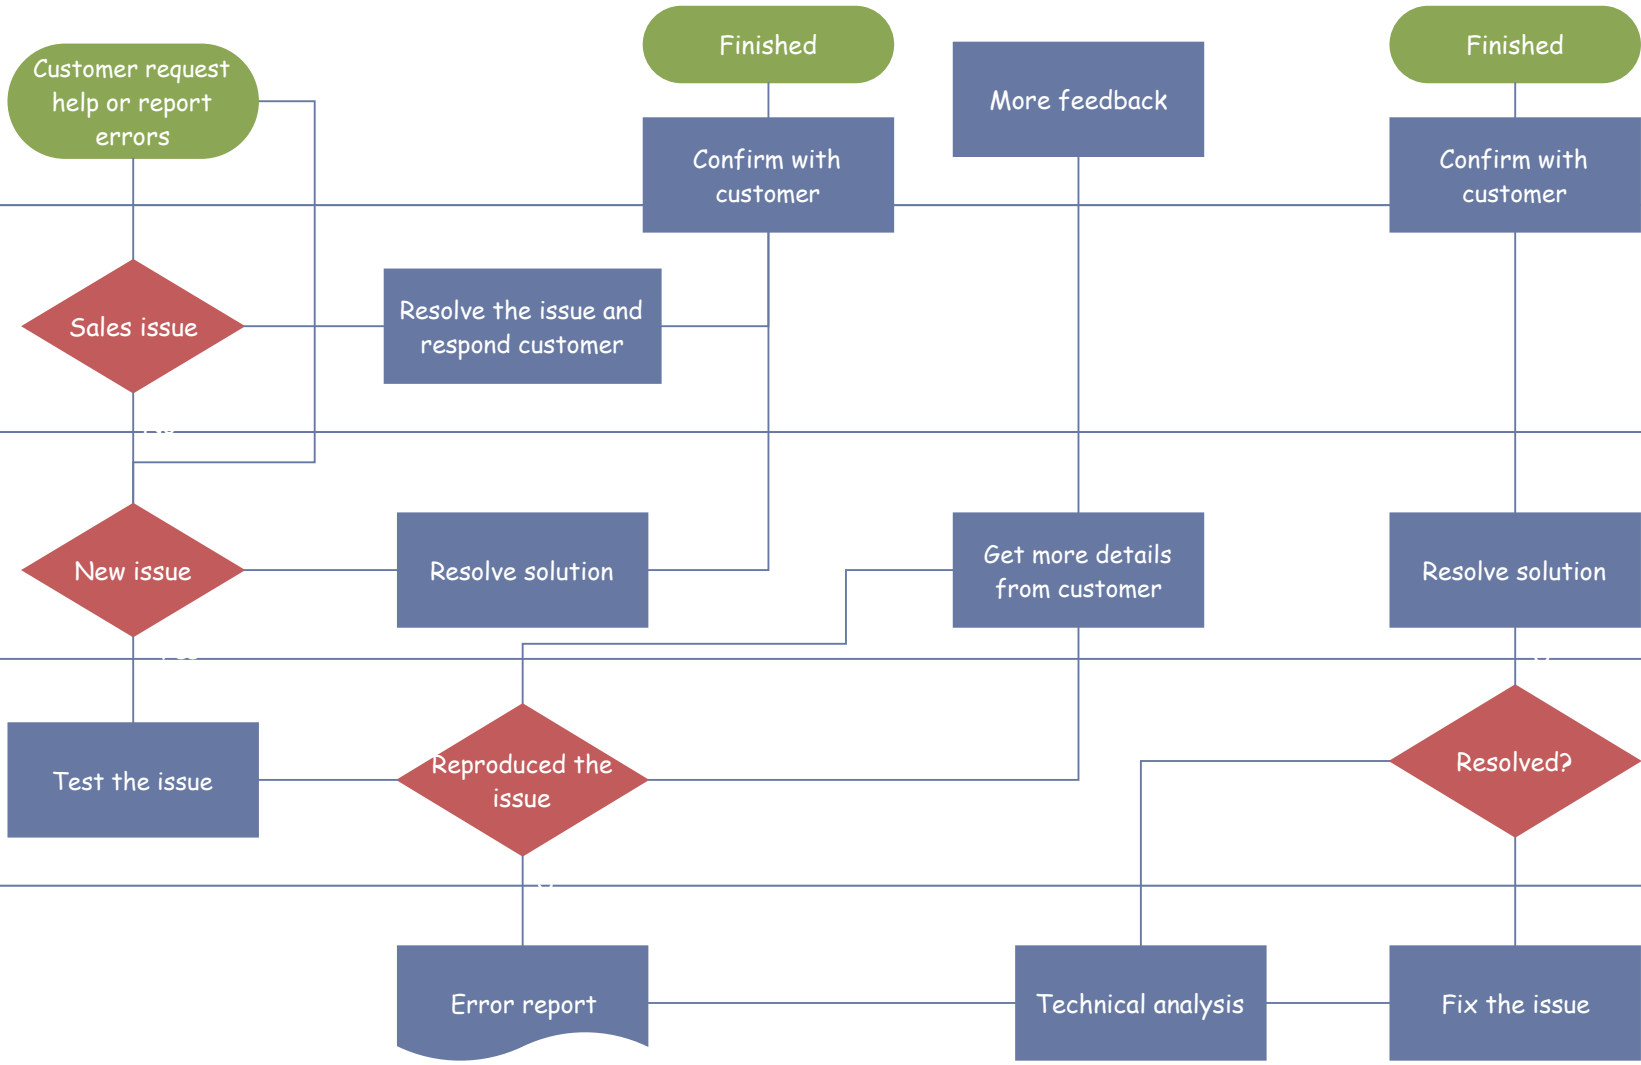 Finished
Finished
Customer request
help or report
errors
More feedback
Confirm with
customer
Confirm with
customer
Sales issue
Resolve the issue and
respond customer
New issue
Resolve solution
Get more details
from customer
Resolve solution
Test the issue
Reproduced the
issue
Resolved?
Error report
Technical analysis
Fix the issue